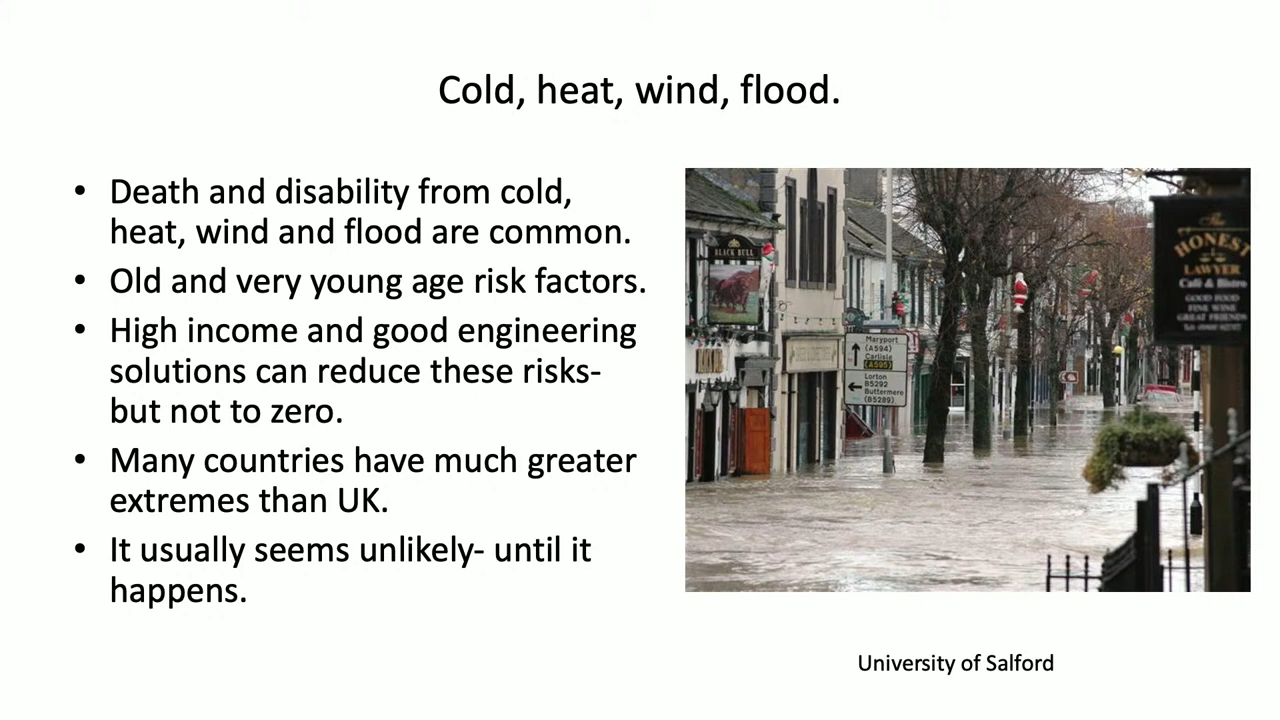 Cold, heat, wind, flood.
• Death and disability from cold,
heat, wind and flood are common.
• Old and very young age risk factors.
• High income and good engineering
solutions can reduce these risks-
but not to zero.
• Many countries have much greater
extremes than UK.
• It usually seems unlikely- until it
happens.
BLACK BULL
Maryport
(A594)
Carlisle
(A595)
Lorton
B5292
Buttermere
(B5289)
The
HONEST
LAWYER
Café & Bistro
GOOD FOOD
FINE WINE
GREAT FRIENDS
University of Salford